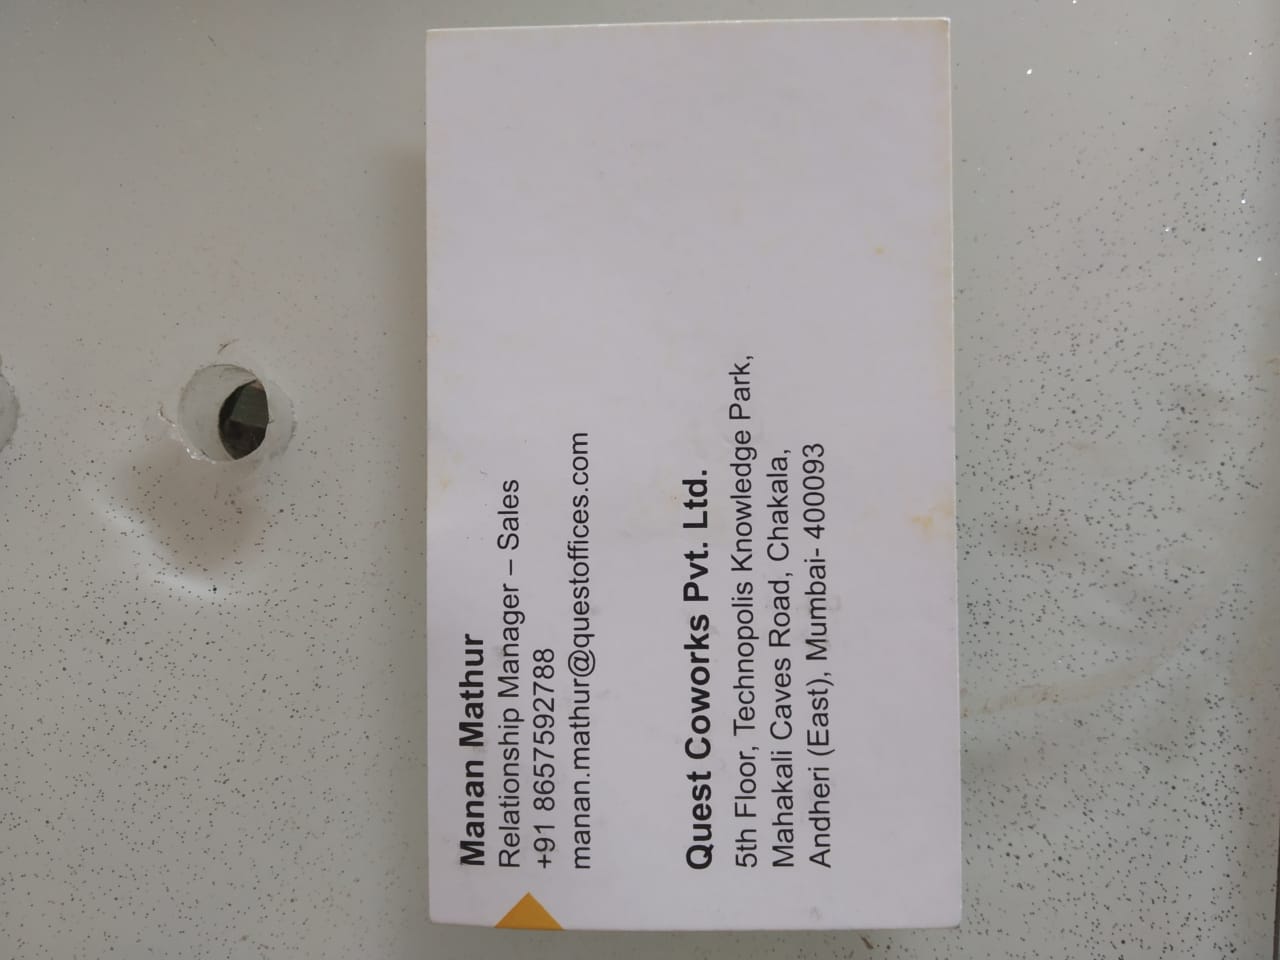 Manan Mathur
Relationship Manager – Sales
+91 8657592788
manan.mathur@questoffices.com
Quest Coworks Pvt. Ltd.
5th Floor, Technopolis Knowledge Park,
Mahakali Caves Road, Chakala,
Andheri (East), Mumbai- 400093